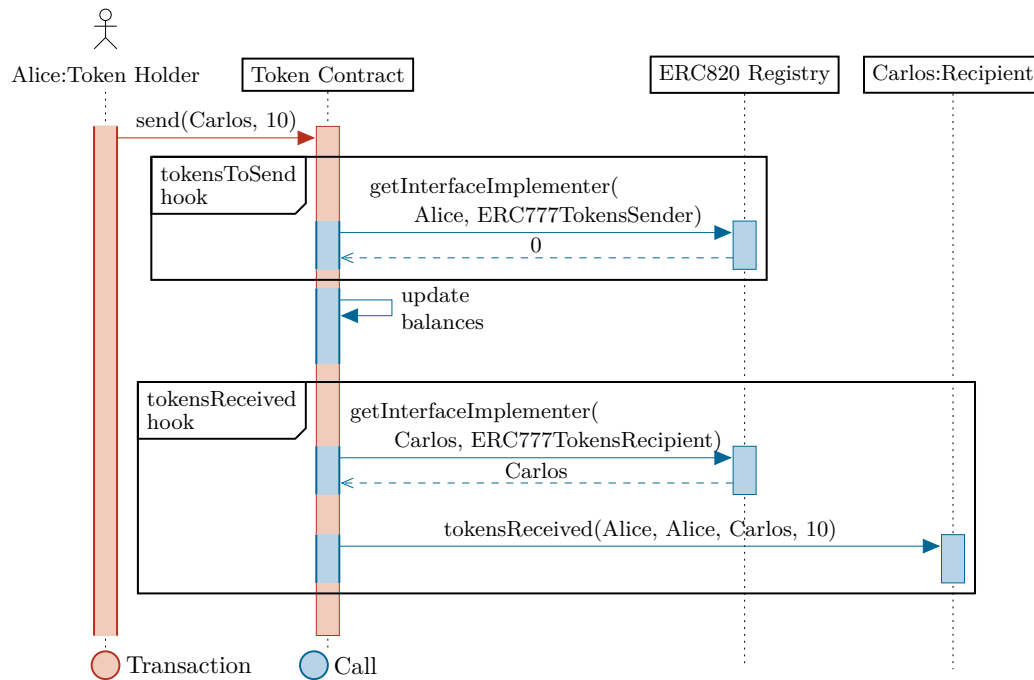 Alice:Token Holder
Token Contract
ERC820 Registry
Carlos:Recipient
send(Carlos, 10)
tokensToSend
hook
getInterfaceImplementer(
Alice, ERC777TokensSender)
0
update
balances
tokensReceived
hook
getInterfaceImplementer(
Carlos, ERC777TokensRecipient)
Carlos
tokensReceived(Alice, Alice, Carlos, 10)
Transaction
Call